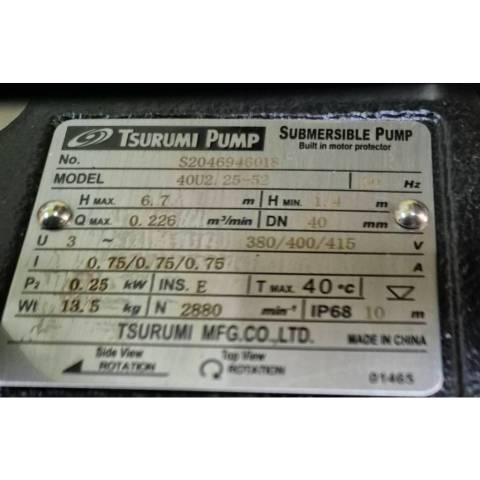 TSURUMI PUMP SUBMERSIBLE PUMP
Built in motor protector
No. S2046946018
MODEL 40U2.25-52 50 Hz
H MAX. 6.7 m H MIN. 1.4 m
Q MAX. 0.226 m³/min DN 40 mm
U 3 ~ 380/400/415 V
I 0.75/0.75/0.75 A
P₂ 0.25 kW INS. E T MAX. 40 °C
Wt 13.5 kg N 2880 min⁻¹ IP68 10 m
TSURUMI MFG.CO.,LTD. MADE IN CHINA
Side View Top View
ROTATION ROTATION
01465